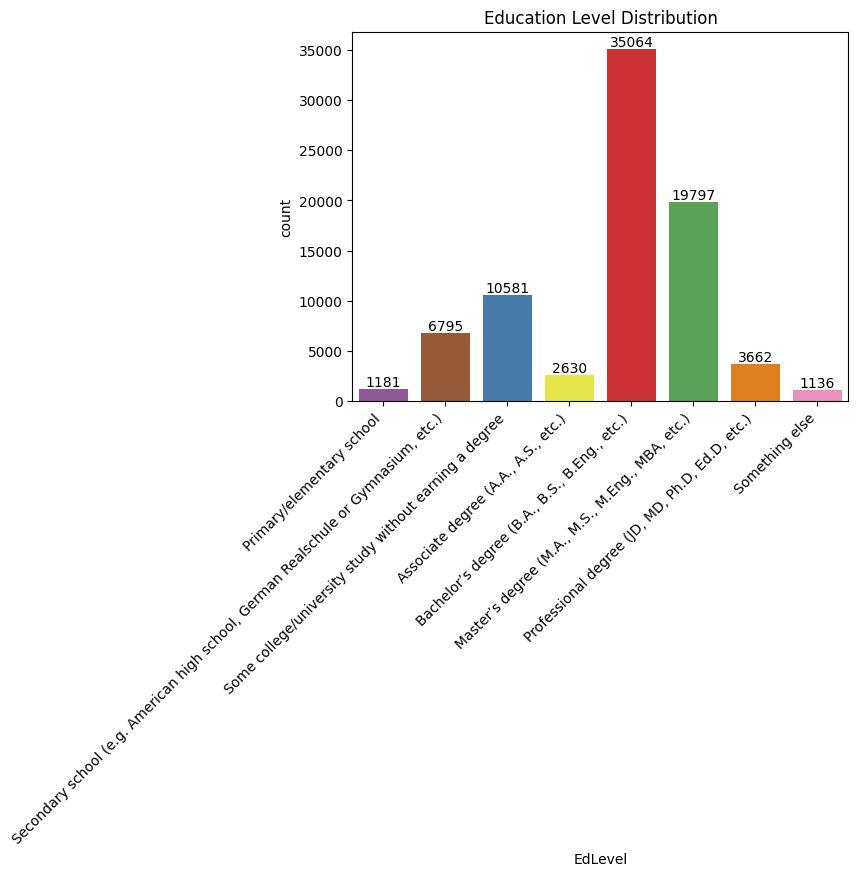 Education Level Distribution
count
35000
30000
25000
20000
15000
10000
5000
0
1181
6795
10581
2630
35064
19797
3662
1136
Primary/elementary school
Secondary school (e.g. American high school, German Realschule or Gymnasium, etc.)
Some college/university study without earning a degree
Associate degree (A.A., A.S., etc.)
Bachelor’s degree (B.A., B.S., B.Eng., etc.)
Master’s degree (M.A., M.S., M.Eng., MBA, etc.)
Professional degree (JD, MD, Ph.D, Ed.D, etc.)
Something else
EdLevel